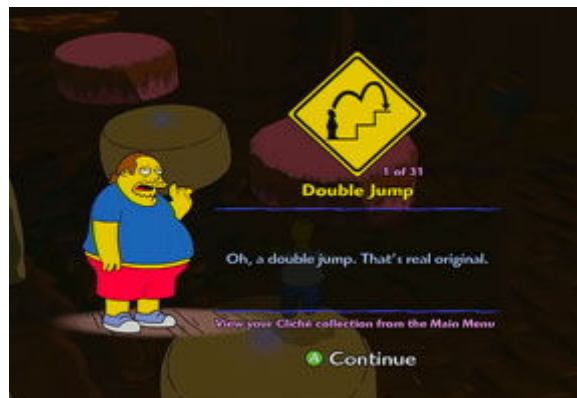 1 of 31
Double Jump
Oh, a double jump. That's real original.
View your Cliché collection from the Main Menu
A Continue